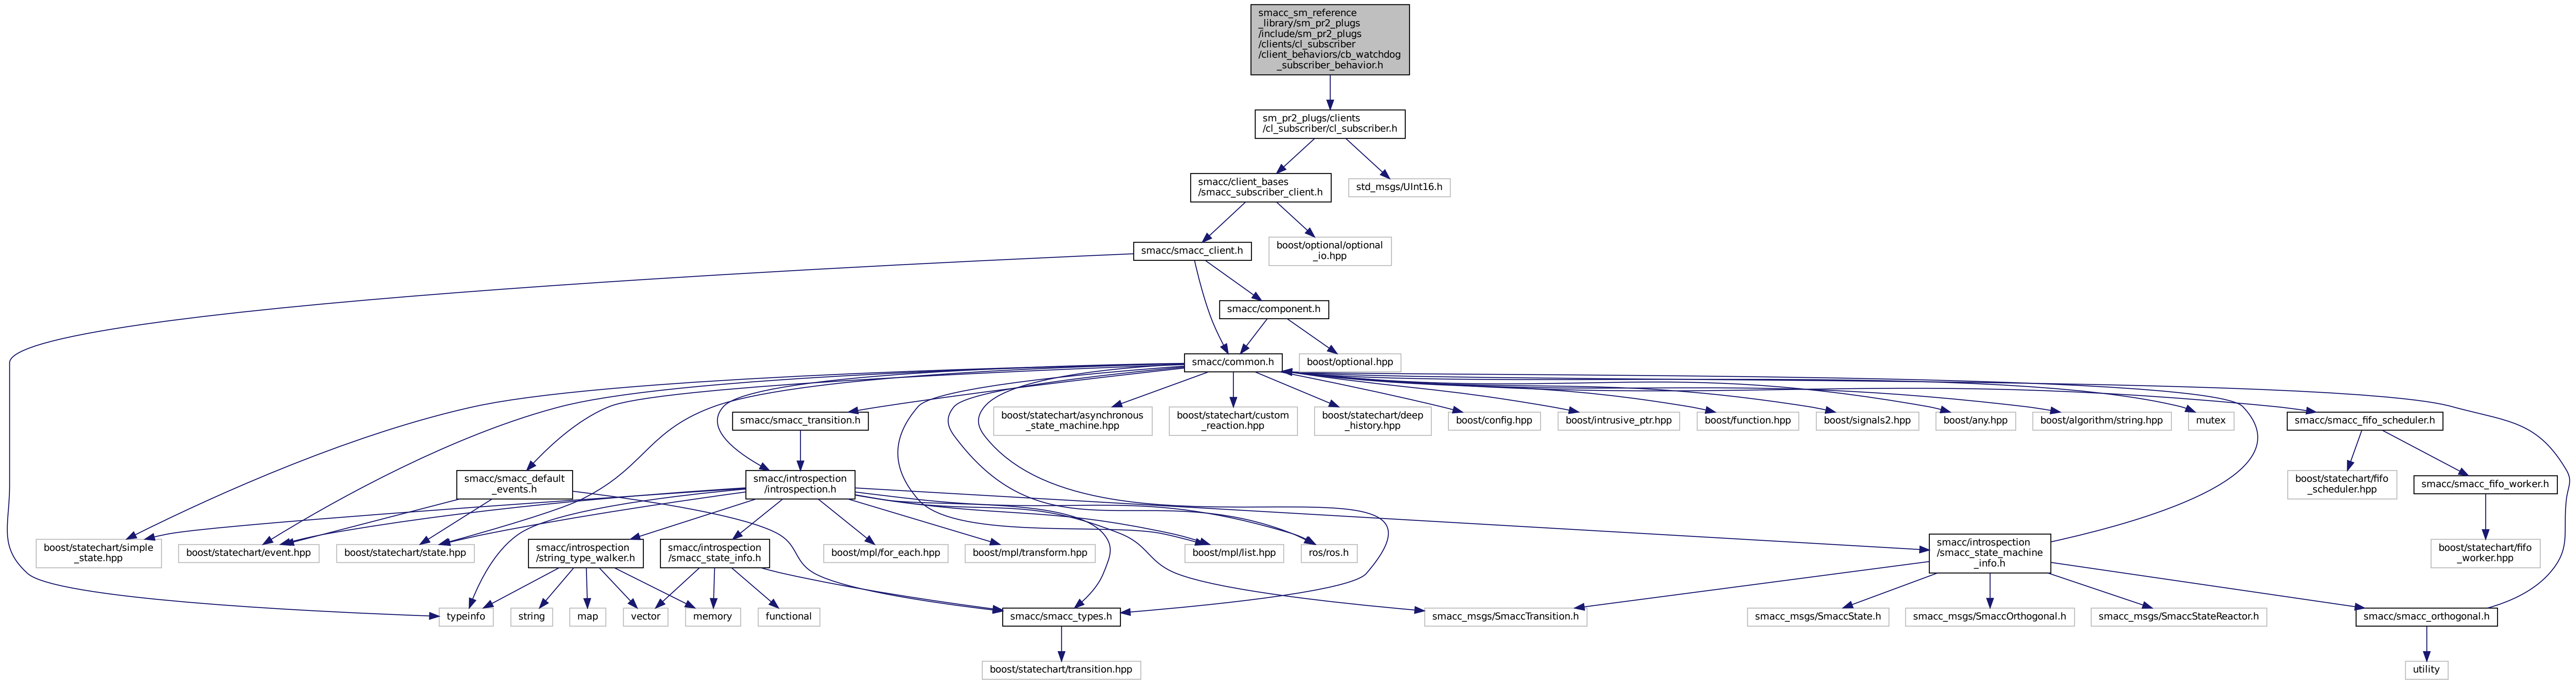 smacc_sm_reference
_library/sm_pr2_plugs
/include/sm_pr2_plugs
/clients/cl_subscriber
/client_behaviors/cb_watchdog
_subscriber_behavior.h
sm_pr2_plugs/clients
/cl_subscriber/cl_subscriber.h
smacc/client_bases
/smacc_subscriber_client.h
std_msgs/UInt16.h
smacc/smacc_client.h
boost/optional/optional
_io.hpp
smacc/component.h
smacc/common.h
boost/optional.hpp
smacc/smacc_transition.h
boost/statechart/asynchronous
_state_machine.hpp
boost/statechart/custom
_reaction.hpp
boost/statechart/deep
_history.hpp
boost/config.hpp
boost/intrusive_ptr.hpp
boost/function.hpp
boost/signals2.hpp
boost/any.hpp
boost/algorithm/string.hpp
mutex
smacc/smacc_fifo_scheduler.h
smacc/smacc_default
_events.h
smacc/introspection
/introspection.h
boost/statechart/fifo
_scheduler.hpp
smacc/smacc_fifo_worker.h
boost/statechart/simple
_state.hpp
boost/statechart/event.hpp
boost/statechart/state.hpp
smacc/introspection
/string_type_walker.h
smacc/introspection
/smacc_state_info.h
boost/mpl/for_each.hpp
boost/mpl/transform.hpp
boost/mpl/list.hpp
ros/ros.h
smacc/introspection
/smacc_state_machine
_info.h
boost/statechart/fifo
_worker.hpp
typeinfo
string
map
vector
memory
functional
smacc/smacc_types.h
smacc_msgs/SmaccTransition.h
smacc_msgs/SmaccState.h
smacc_msgs/SmaccOrthogonal.h
smacc_msgs/SmaccStateReactor.h
smacc/smacc_orthogonal.h
boost/statechart/transition.hpp
utility